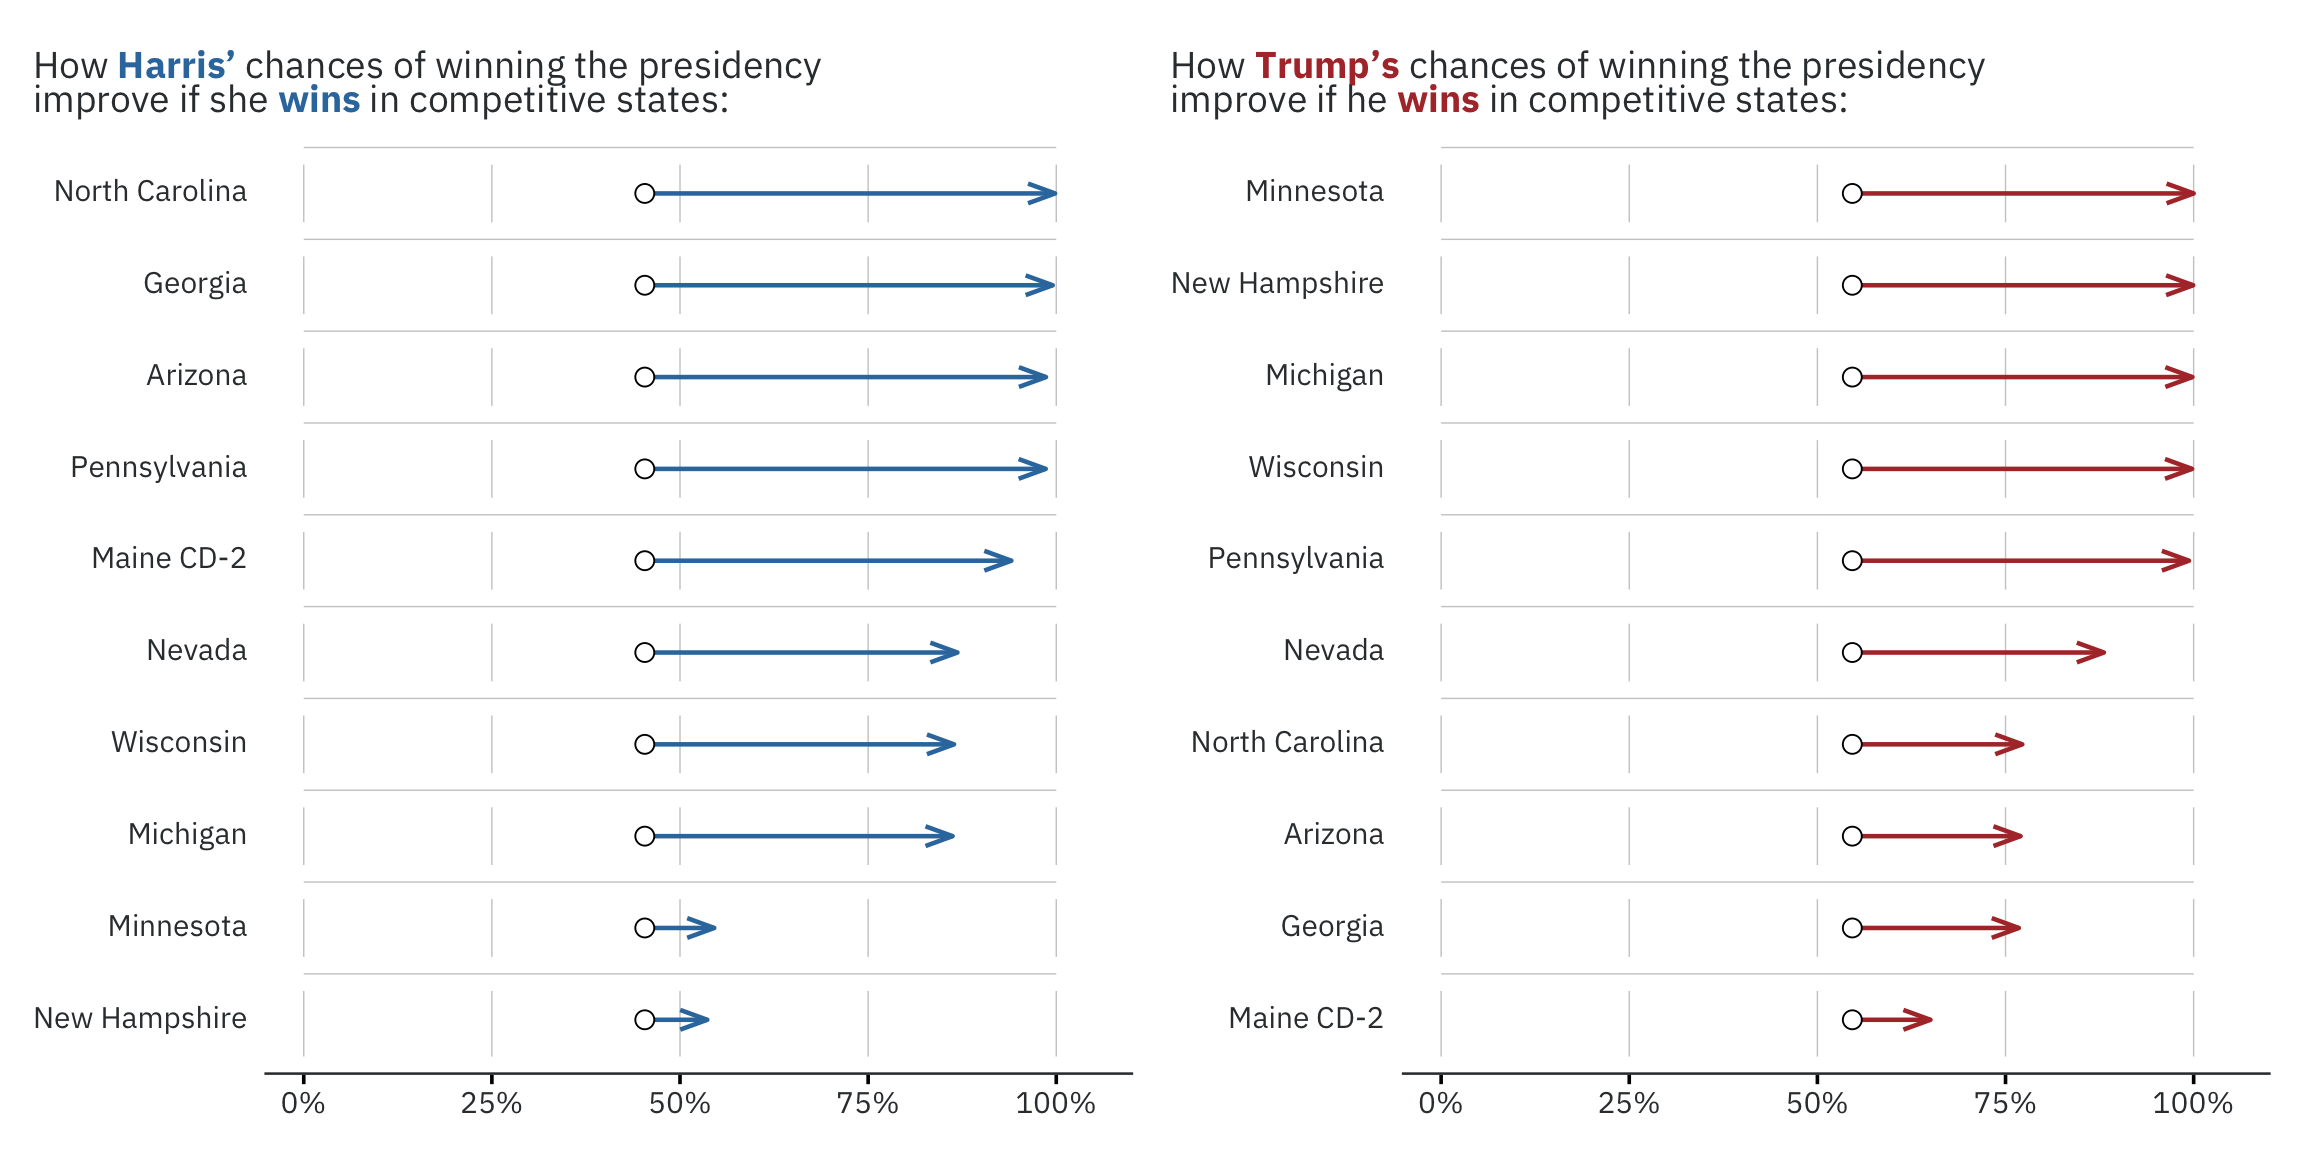 How Harris’ chances of winning the presidency
improve if she wins in competitive states:
North Carolina
Georgia
Arizona
Pennsylvania
Maine CD-2
Nevada
Wisconsin
Michigan
Minnesota
New Hampshire
0% 25% 50% 75% 100%
How Trump’s chances of winning the presidency
improve if he wins in competitive states:
Minnesota
New Hampshire
Michigan
Wisconsin
Pennsylvania
Nevada
North Carolina
Arizona
Georgia
Maine CD-2
0% 25% 50% 75% 100%